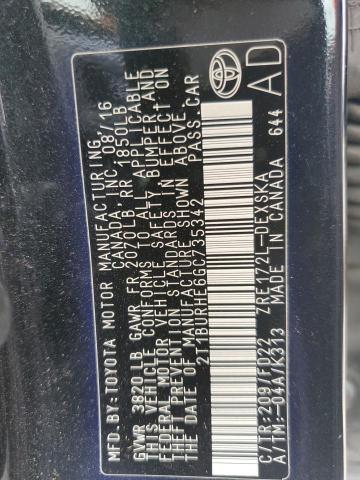 MFD.BY: TOYOTA MOTOR MANUFACTURING
CANADA, INC. 08/16
GVWR 3820LB GAWR FR 2020LB RR 1850LB
THIS VEHICLE CONFORMS TO ALL APPLICABLE
FEDERAL MOTOR VEHICLE SAFETY, BUMPER AND
THEFT PREVENTION STANDARDS IN EFFECT ON
THE DATE OF MANUFACTURE SHOWN ABOVE.
2T1BURHE6GC735342 PASS.CAR
AD
C/TR:209/FD22 ZRE172L-DEXSKA
A/TM:-04A/K313 MADE IN CANADA 644